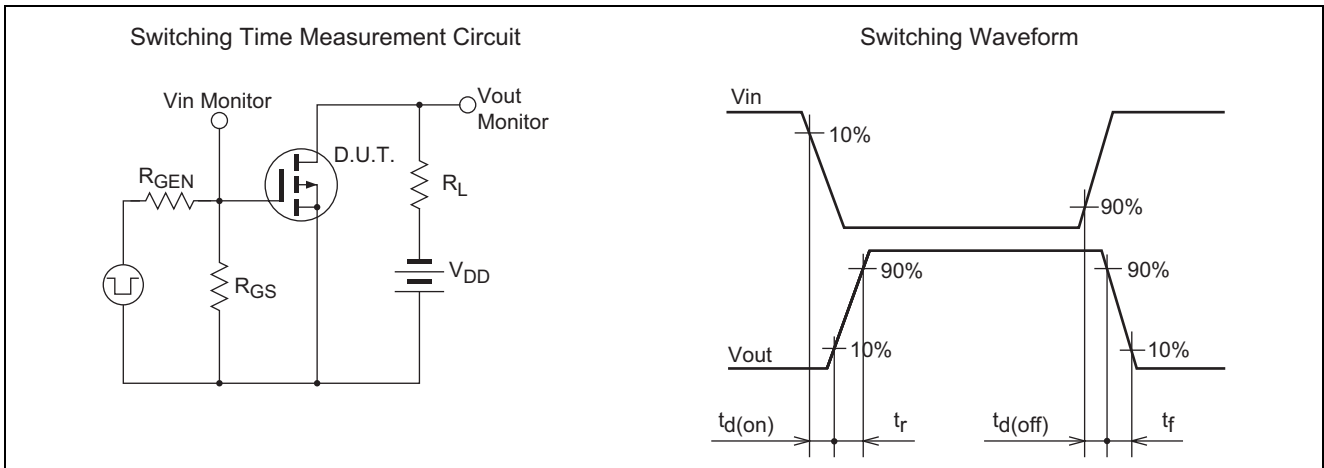 Switching Time Measurement Circuit
Vin Monitor
Vout
Monitor
D.U.T.
RGEN
RL
RGS
VDD
Switching Waveform
Vin
10%
90%
90%
90%
Vout
10%
10%
td(on)
tr
td(off)
tf